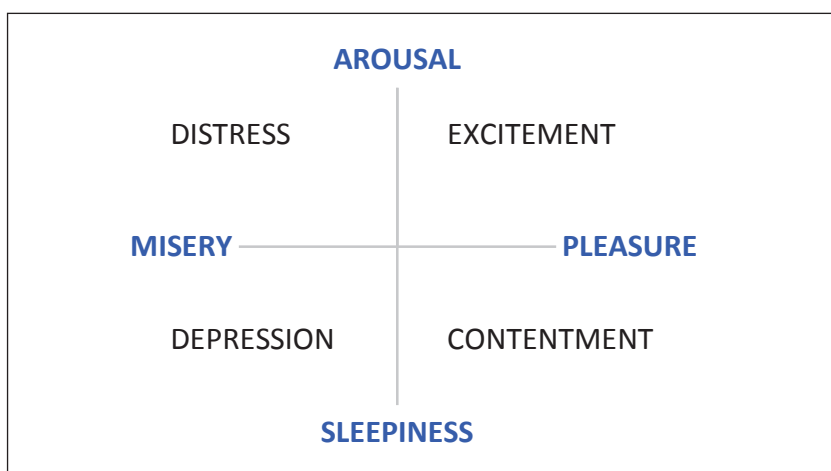 AROUSAL
DISTRESS EXCITEMENT
MISERY PLEASURE
DEPRESSION CONTENTMENT
SLEEPINESS